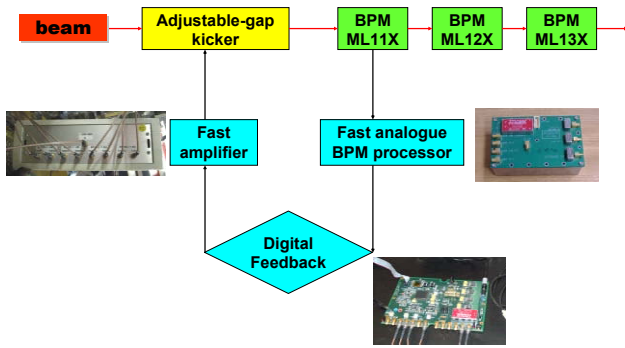 beam
Adjustable-gap
kicker
BPM
ML11X
BPM
ML12X
BPM
ML13X
Fast
amplifier
Fast analogue
BPM processor
Digital
Feedback